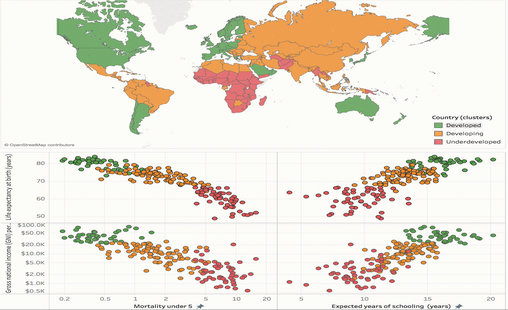 Country (clusters)
Developed
Developing
Underdeveloped
© OpenStreetMap contributors
Gross national income (GNI) per .. Life expectancy at birth (years)
80
70
60
50
$100.0K
$50.0K
$20.0K
$10.0K
$5.0K
$2.0K
$1.0K
$0.5K
0.2 0.5 1 2 5 10 20 5 10 15 20
Mortality under 5 Expected years of schooling (years)